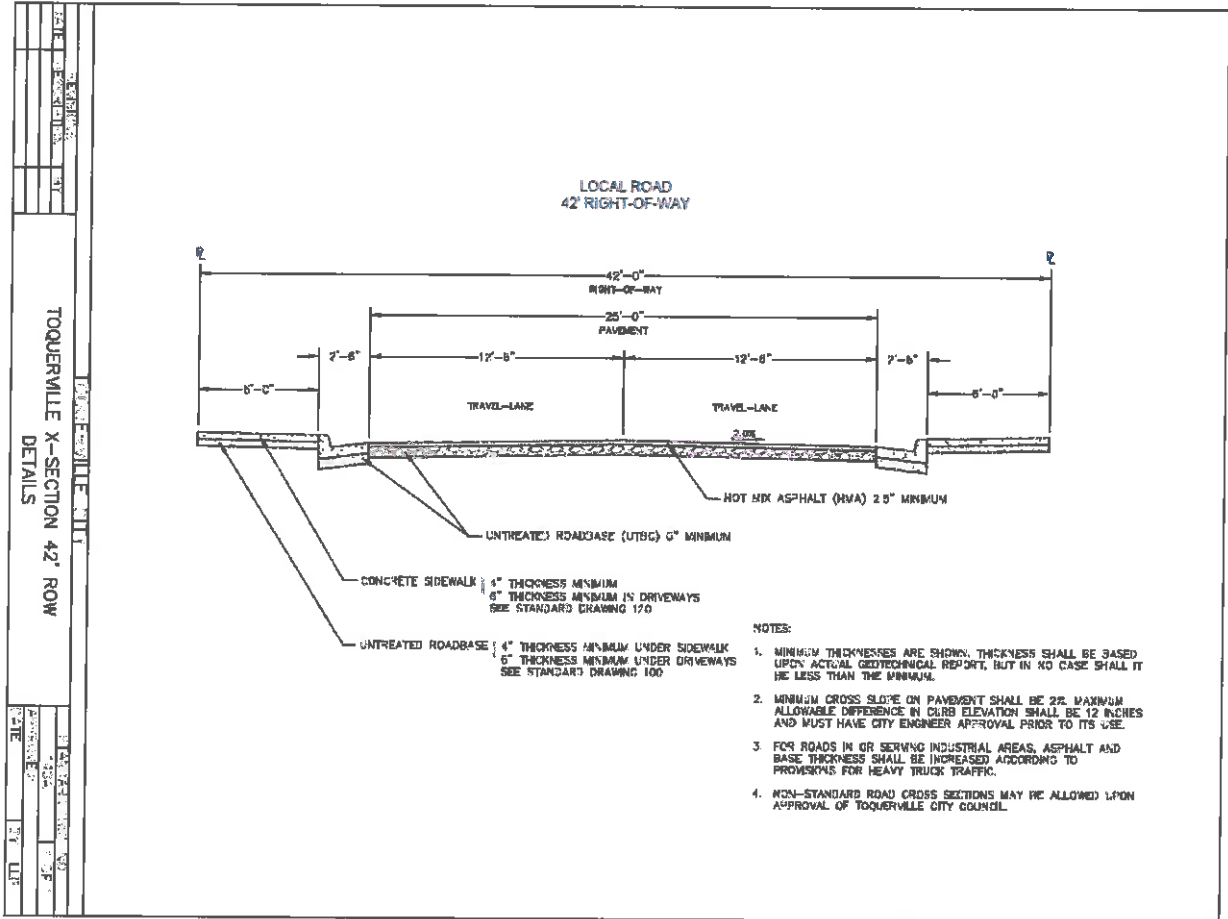 LOCAL ROAD
42' RIGHT-OF-WAY
42'-0"
RIGHT-OF-WAY
25'-0"
PAVEMENT
2'-6"
12'-6"
12'-6"
2'-6"
6'-0"
6'-0"
TRAVEL-LANE
TRAVEL-LANE
2.0%
HOT MIX ASPHALT (HMA) 2.5" MINIMUM
UNTREATED ROADBASE (UTBC) 6" MINIMUM
CONCRETE SIDEWALK
4" THICKNESS MINIMUM
6" THICKNESS MINIMUM IN DRIVEWAYS
SEE STANDARD DRAWING 120
UNTREATED ROADBASE
4" THICKNESS MINIMUM UNDER SIDEWALK
6" THICKNESS MINIMUM UNDER DRIVEWAYS
SEE STANDARD DRAWING 100
NOTES:
1. MINIMUM THICKNESSES ARE SHOWN. THICKNESS SHALL BE BASED
UPON ACTUAL GEOTECHNICAL REPORT, BUT IN NO CASE SHALL IT
BE LESS THAN THE MINIMUM.
2. MINIMUM CROSS SLOPE ON PAVEMENT SHALL BE 2%. MAXIMUM
ALLOWABLE DIFFERENCE IN CURB ELEVATION SHALL BE 12 INCHES
AND MUST HAVE CITY ENGINEER APPROVAL PRIOR TO ITS USE.
3. FOR ROADS IN OR SERVING INDUSTRIAL AREAS, ASPHALT AND
BASE THICKNESS SHALL BE INCREASED ACCORDING TO
PROVISIONS FOR HEAVY TRUCK TRAFFIC.
4. NON-STANDARD ROAD CROSS SECTIONS MAY BE ALLOWED UPON
APPROVAL OF TOQUERVILLE CITY COUNCIL.
TOQUERVILLE X-SECTION 42' ROW
DETAILS
DATE